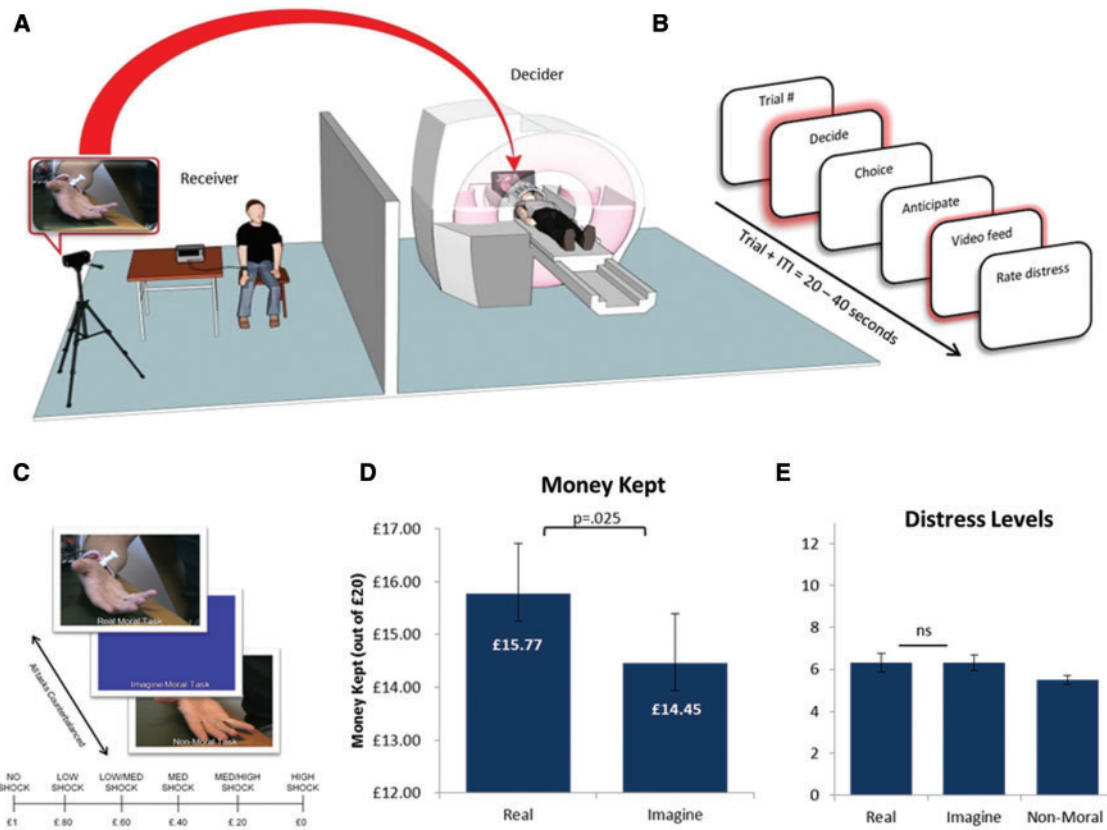 A
Decider
Receiver
B
Trial #
Decide
Choice
Anticipate
Video feed
Rate distress
Trial + ITI = 20 – 40 seconds
C
Real Moral Task
Imagine Moral Task
Non-Moral Task
All tasks Counterbalanced
NO SHOCK
LOW SHOCK
LOW/MED SHOCK
MED SHOCK
MED/HIGH SHOCK
HIGH SHOCK
£1
£.80
£.60
£.40
£.20
£0
D
Money Kept
p=.025
Money Kept (out of £20)
£17.00
£16.00
£15.00
£14.00
£13.00
£12.00
£15.77
£14.45
Real
Imagine
E
Distress Levels
12
10
8
6
4
2
0
ns
Real
Imagine
Non-Moral